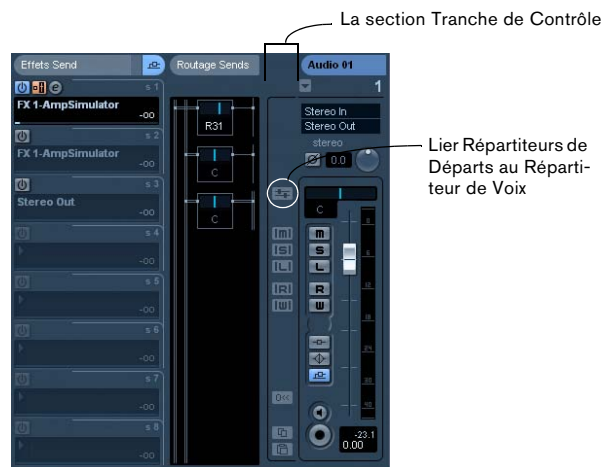 La section Tranche de Contrôle
Effets Send
Routage Sends
Audio 01
e
s 1
1
FX 1-AmpSimulator
-oo
R31
Stereo In
Stereo Out
s 2
stereo
FX 1-AmpSimulator
-oo
C
0.0
Lier Répartiteurs de
Départs au Réparti-
teur de Voix
s 3
Stereo Out
-oo
C
C
s 4
-oo
[M]
m
[S]
S
[L]
L
s 5
-oo
[R]
R
[W]
W
s 6
-oo
s 7
-oo
0<<
s 8
-oo
-23.1
0.00